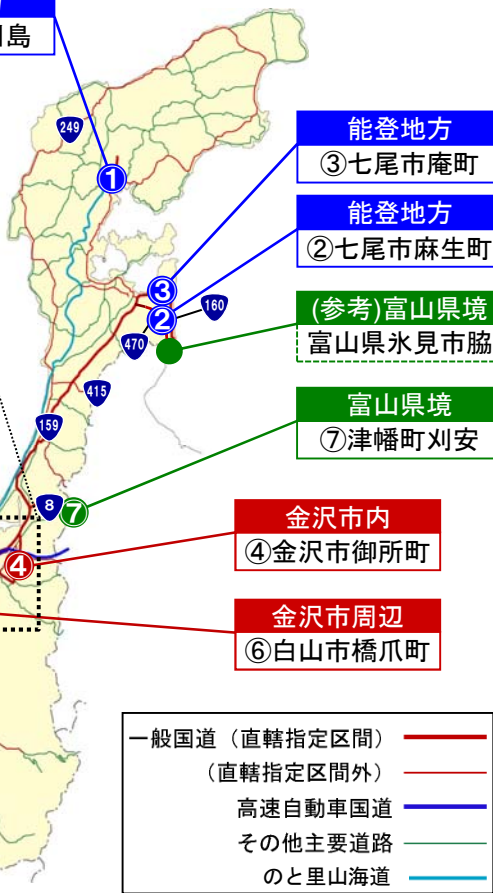 島
249
①
能登地方
③七尾市庵町
能登地方
②七尾市麻生町
③
②
160
470
(参考)富山県境
富山県氷見市脇
415
富山県境
⑦津幡町刈安
159
8
⑦
金沢市内
④金沢市御所町
④
金沢市周辺
⑥白山市橋爪町
一般国道（直轄指定区間）
（直轄指定区間外）
高速自動車国道
その他主要道路
のと里山海道